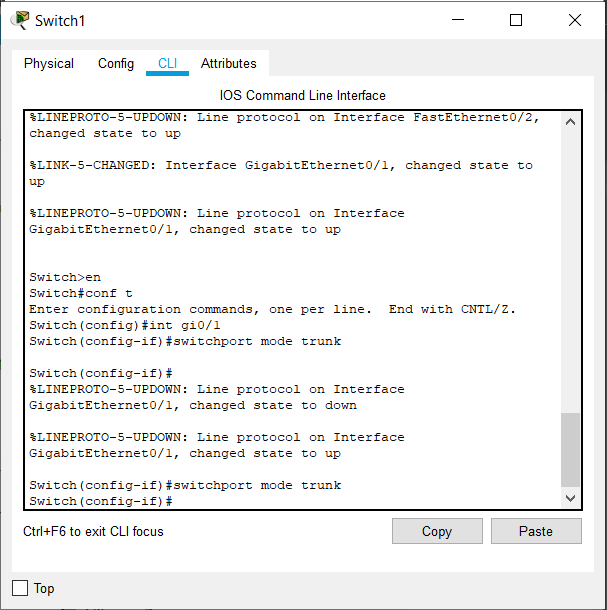 Switch1
Physical Config CLI Attributes
IOS Command Line Interface
%LINEPROTO-5-UPDOWN: Line protocol on Interface FastEthernet0/2,
changed state to up
%LINK-5-CHANGED: Interface GigabitEthernet0/1, changed state to
up
%LINEPROTO-5-UPDOWN: Line protocol on Interface
GigabitEthernet0/1, changed state to up
Switch>en
Switch#conf t
Enter configuration commands, one per line.  End with CNTL/Z.
Switch(config)#int gi0/1
Switch(config-if)#switchport mode trunk
Switch(config-if)#
%LINEPROTO-5-UPDOWN: Line protocol on Interface
GigabitEthernet0/1, changed state to down
%LINEPROTO-5-UPDOWN: Line protocol on Interface
GigabitEthernet0/1, changed state to up
Switch(config-if)#switchport mode trunk
Switch(config-if)#
Ctrl+F6 to exit CLI focus Copy Paste
Top